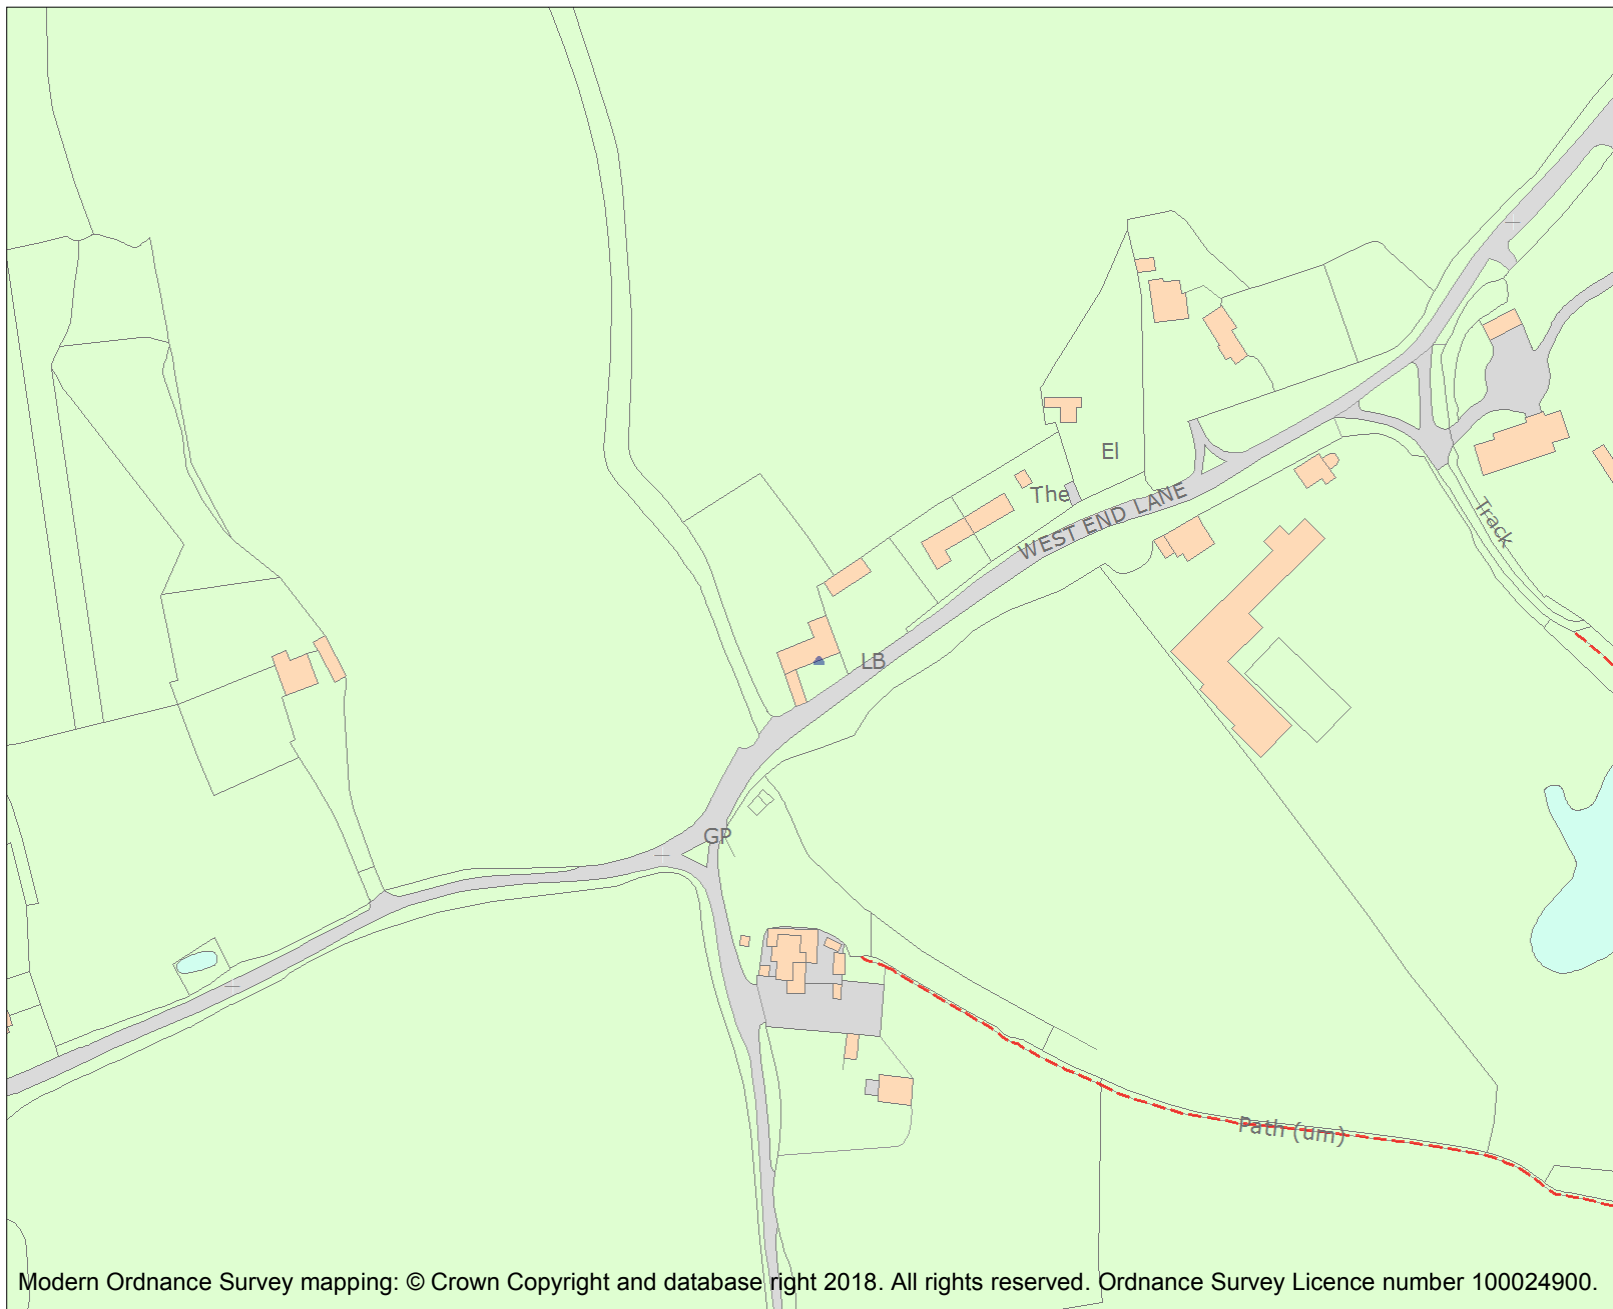 El
The
WEST END LANE
Track
LB
GP
Path (um)
Modern Ordnance Survey mapping: © Crown Copyright and database right 2018. All rights reserved. Ordnance Survey Licence number 100024900.